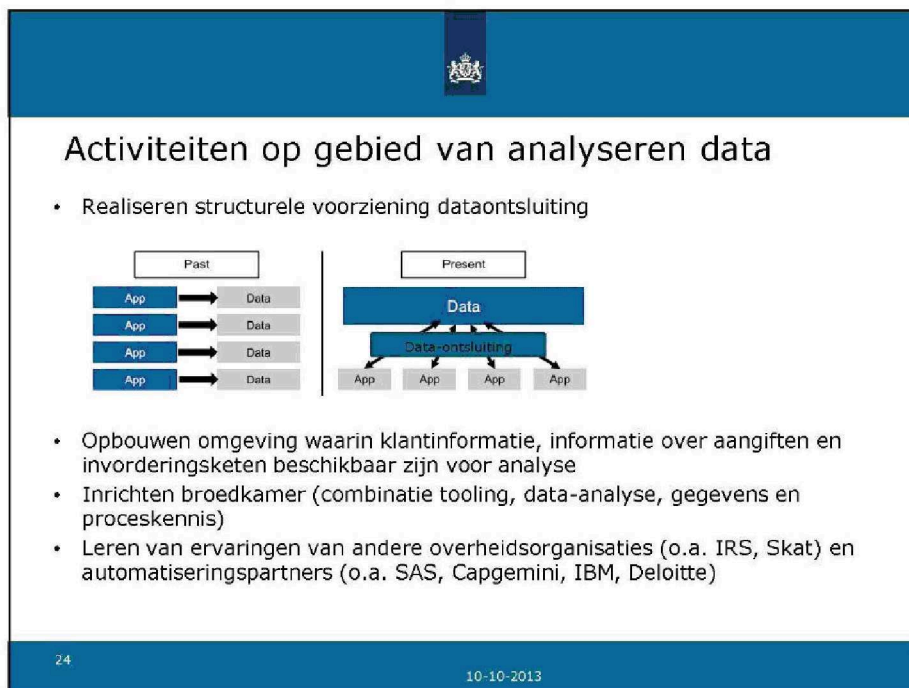 Activiteiten op gebied van analyseren data
• Realiseren structurele voorziening dataontsluiting
Past
App Data
App Data
App Data
App Data
Present
Data
Data-ontsluiting
App App App App
• Opbouwen omgeving waarin klantinformatie, informatie over aangiften en
invorderingsketen beschikbaar zijn voor analyse
• Inrichten broedkamer (combinatie tooling, data-analyse, gegevens en
proceskennis)
• Leren van ervaringen van andere overheidsorganisaties (o.a. IRS, Skat) en
automatiseringspartners (o.a. SAS, Capgemini, IBM, Deloitte)
24
10-10-2013